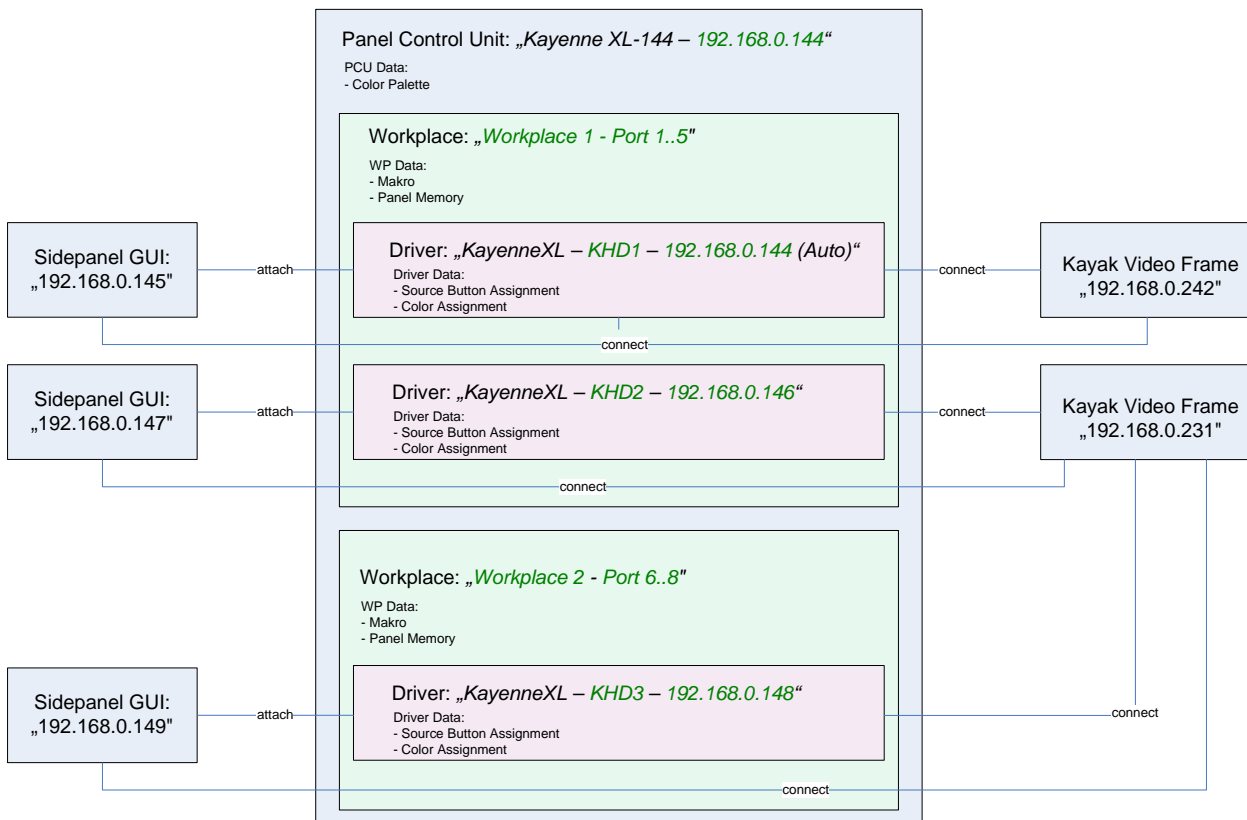 Panel Control Unit: „Kayenne XL-144 – 192.168.0.144“
PCU Data:
- Color Palette
Workplace: „Workplace 1 - Port 1..5"
WP Data:
- Makro
- Panel Memory
Sidepanel GUI:
„192.168.0.145"
attach
Driver: „KayenneXL – KHD1 – 192.168.0.144 (Auto)“
Driver Data:
- Source Button Assignment
- Color Assignment
connect
Kayak Video Frame
„192.168.0.242"
connect
Sidepanel GUI:
„192.168.0.147"
attach
Driver: „KayenneXL – KHD2 – 192.168.0.146“
Driver Data:
- Source Button Assignment
- Color Assignment
connect
Kayak Video Frame
„192.168.0.231"
connect
Workplace: „Workplace 2 - Port 6..8"
WP Data:
- Makro
- Panel Memory
Sidepanel GUI:
„192.168.0.149"
attach
Driver: „KayenneXL – KHD3 – 192.168.0.148“
Driver Data:
- Source Button Assignment
- Color Assignment
connect
connect